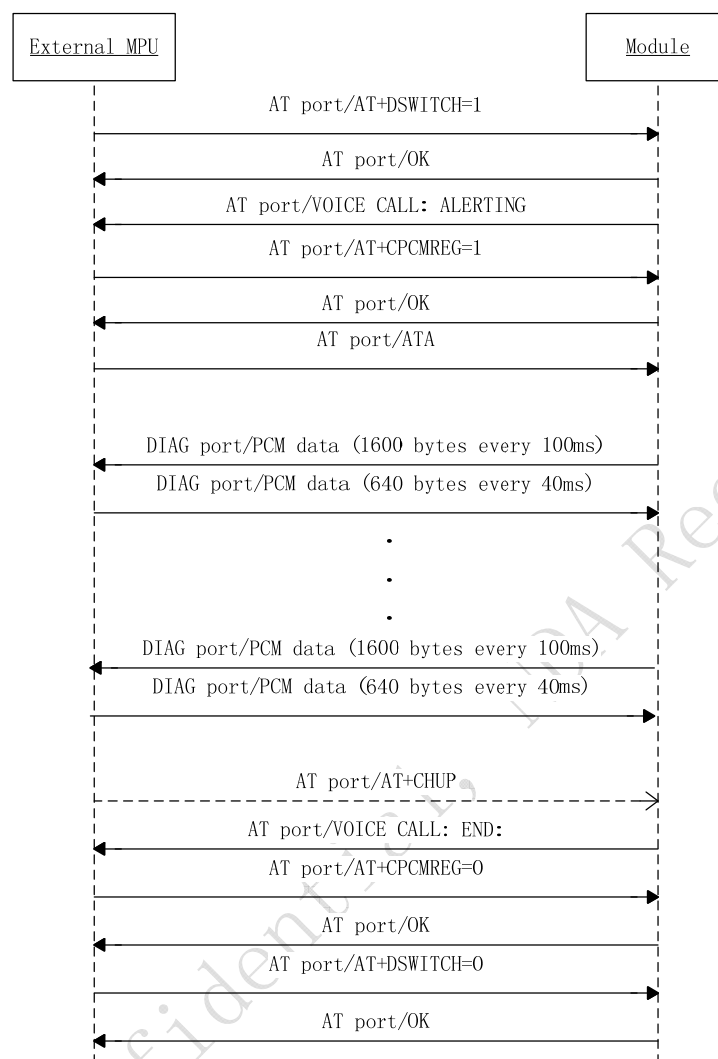 External MPU
Module
AT port/AT+DSWITCH=1
AT port/OK
AT port/VOICE CALL: ALERTING
AT port/AT+CPCMREG=1
AT port/OK
AT port/ATA
DIAG port/PCM data (1600 bytes every 100ms)
DIAG port/PCM data (640 bytes every 40ms)
.
.
.
DIAG port/PCM data (1600 bytes every 100ms)
DIAG port/PCM data (640 bytes every 40ms)
AT port/AT+CHUP
AT port/VOICE CALL: END:
AT port/AT+CPCMREG=0
AT port/OK
AT port/AT+DSWITCH=0
AT port/OK